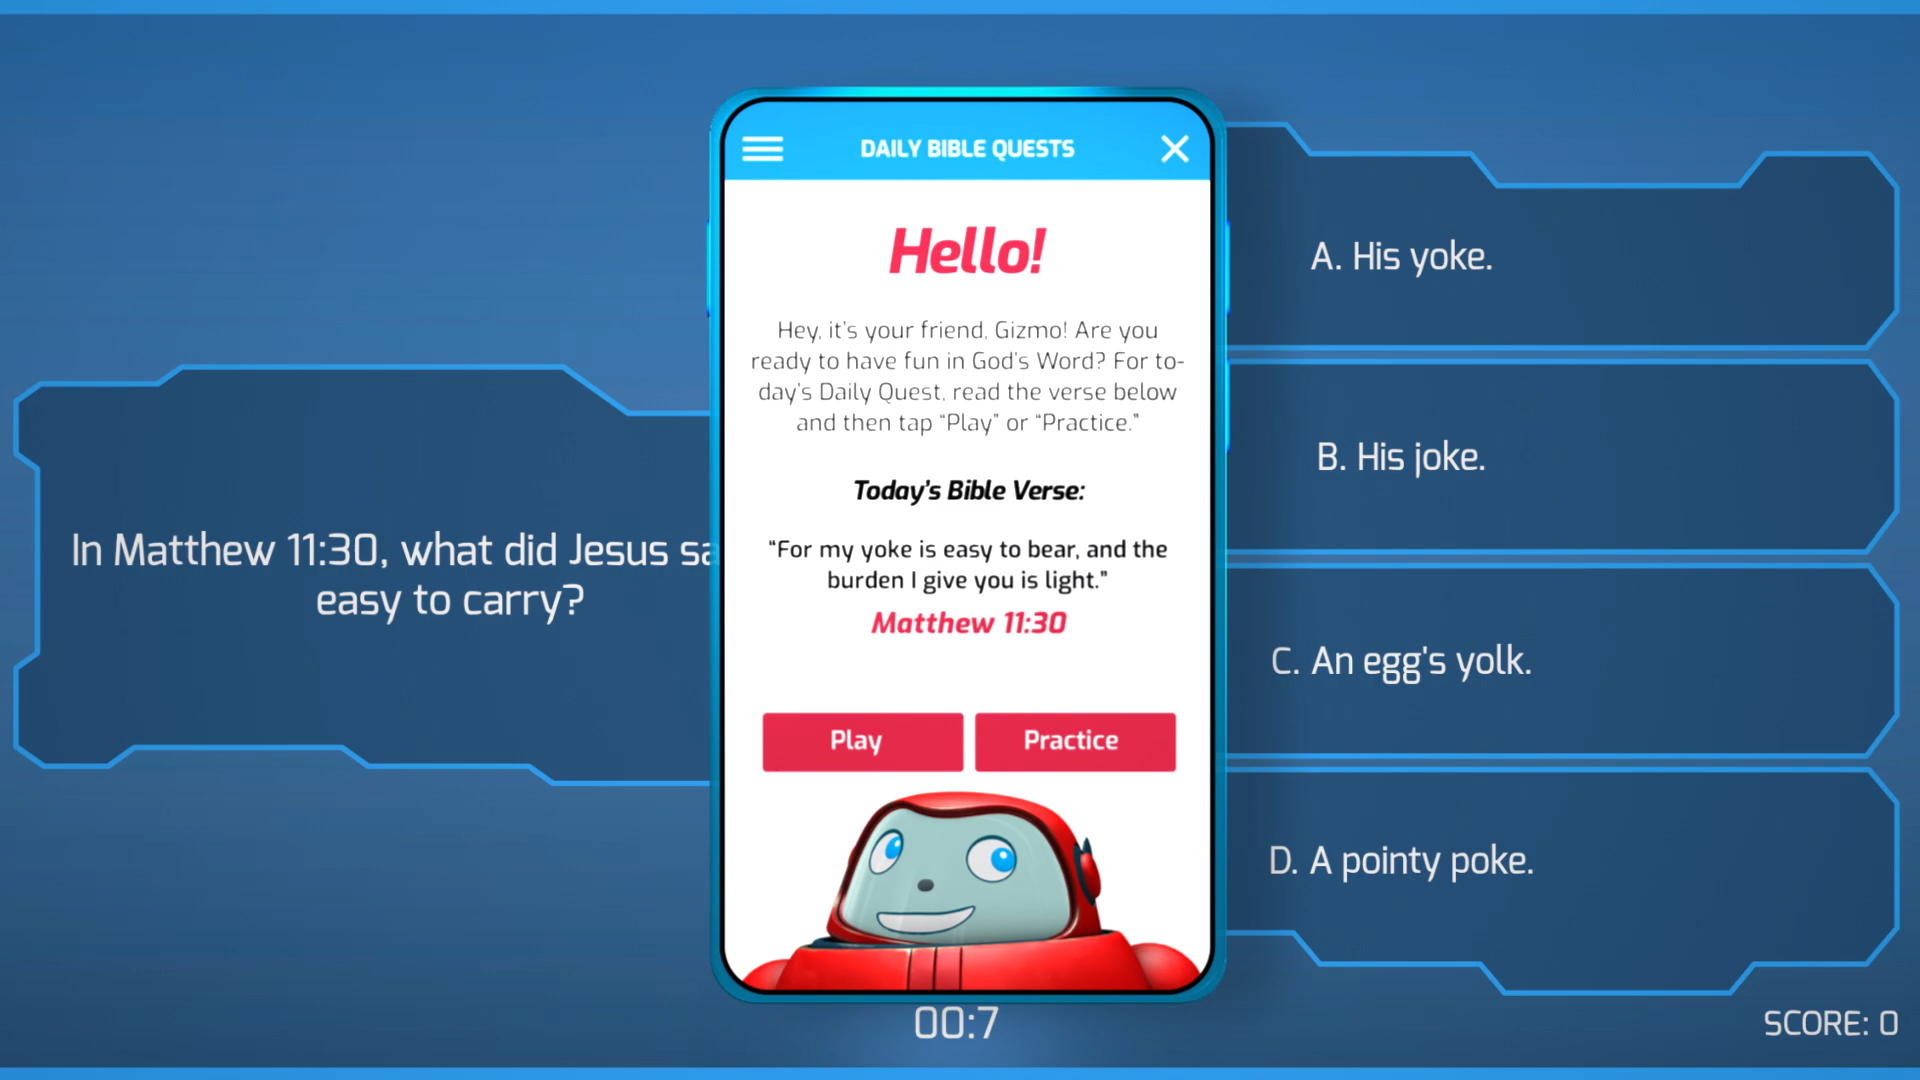 DAILY BIBLE QUESTS
Hello!
Hey, it's your friend, Gizmo! Are you
ready to have fun in God's Word? For to-
day's Daily Quest, read the verse below
and then tap “Play” or “Practice.”
Today's Bible Verse:
“For my yoke is easy to bear, and the
burden I give you is light.”
Matthew 11:30
Play
Practice
In Matthew 11:30, what did Jesus
easy to carry?
A. His yoke.
B. His joke.
C. An egg's yolk.
D. A pointy poke.
00:7
SCORE: 0